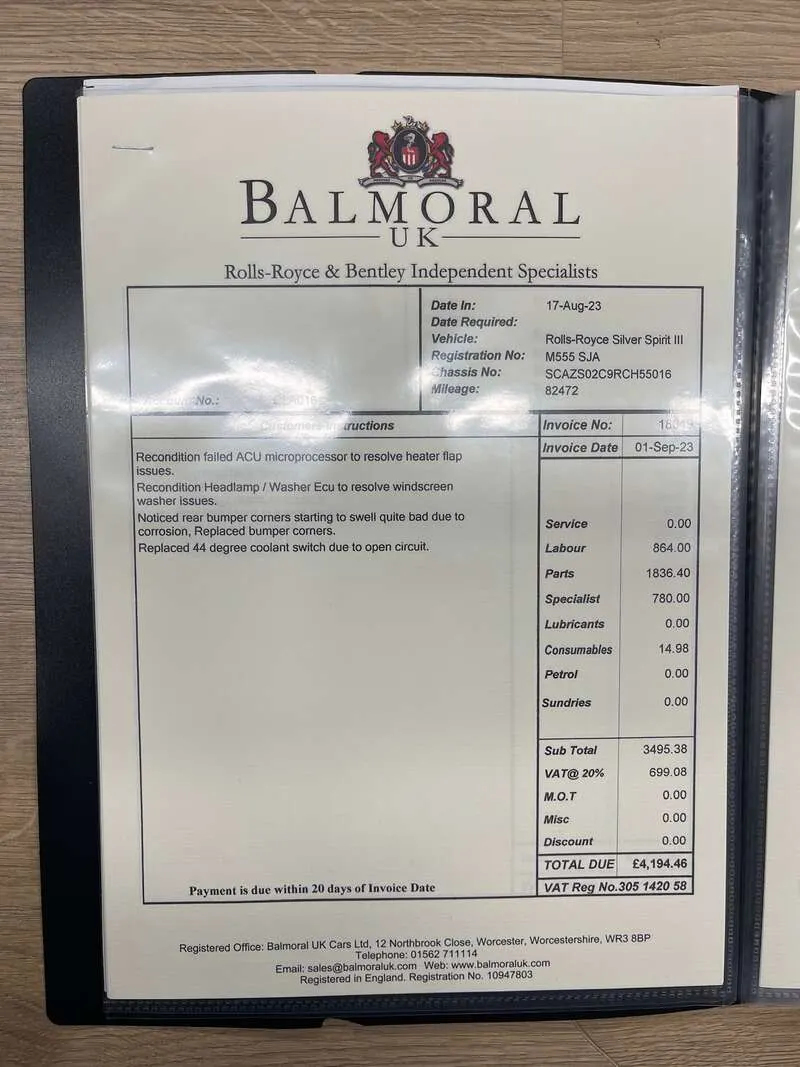 BALMORAL
UK
Rolls-Royce & Bentley Independent Specialists
Date In: 17-Aug-23
Date Required:
Vehicle: Rolls-Royce Silver Spirit III
Registration No: M555 SJA
Chassis No: SCAZS02C9RCH55016
Mileage: 82472
No.:
Customers Instructions
Invoice No:
Invoice Date 01-Sep-23
Recondition failed ACU microprocessor to resolve heater flap
issues.
Recondition Headlamp / Washer Ecu to resolve windscreen
washer issues.
Noticed rear bumper corners starting to swell quite bad due to
corrosion, Replaced bumper corners.
Replaced 44 degree coolant switch due to open circuit.
Service 0.00
Labour 864.00
Parts 1836.40
Specialist 780.00
Lubricants 0.00
Consumables 14.98
Petrol 0.00
Sundries 0.00
Sub Total 3495.38
VAT@ 20% 699.08
M.O.T 0.00
Misc 0.00
Discount 0.00
TOTAL DUE £4,194.46
Payment is due within 20 days of Invoice Date
VAT Reg No.305 1420 58
Registered Office: Balmoral UK Cars Ltd, 12 Northbrook Close, Worcester, Worcestershire, WR3 8BP
Telephone: 01562 711114
Email: sales@balmoraluk.com Web: www.balmoraluk.com
Registered in England. Registration No. 10947803